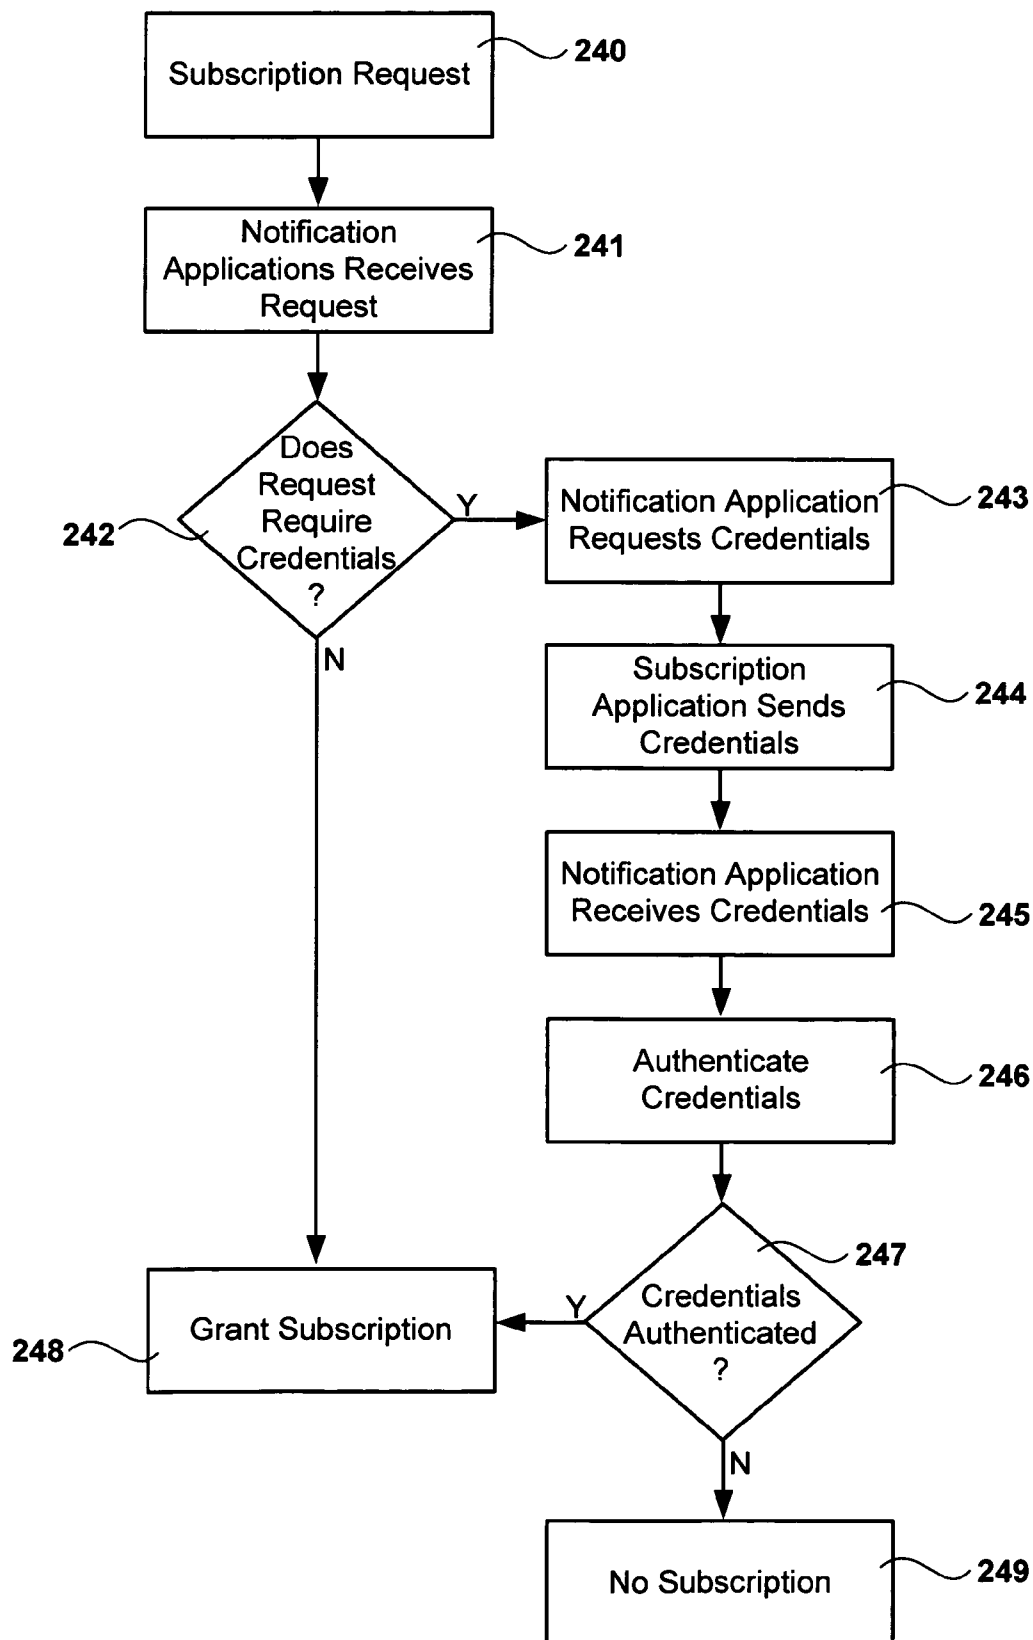 Subscription Request
240
Notification
Applications Receives
Request
241
Does
Request
Require
Credentials
?
242
Y
N
Notification Application
Requests Credentials
243
Subscription
Application Sends
Credentials
244
Notification Application
Receives Credentials
245
Authenticate
Credentials
246
Credentials
Authenticated
?
247
Y
N
Grant Subscription
248
No Subscription
249